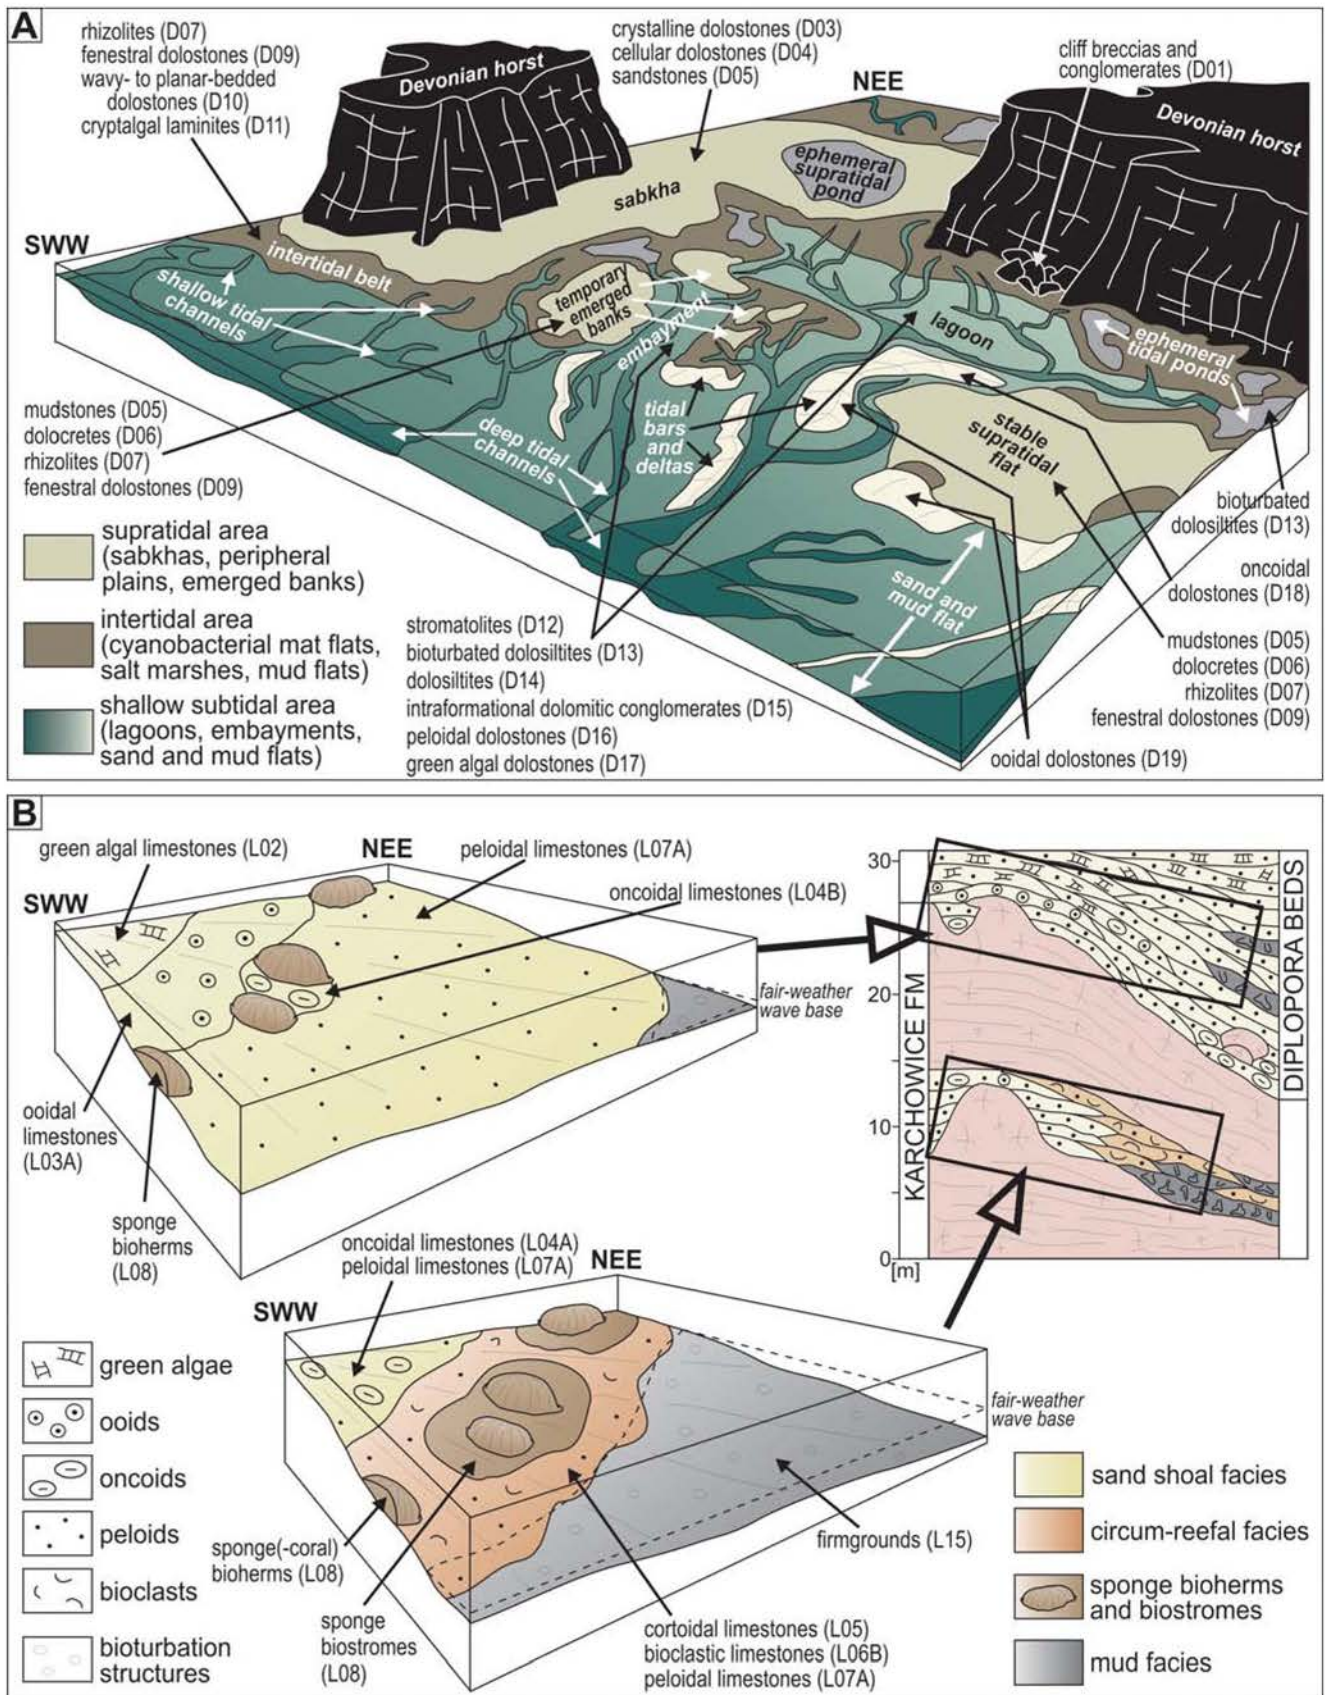 A
rhizolites (D07)
fenestral dolostones (D09)
wavy- to planar-bedded
dolostones (D10)
cryptalgal laminites (D11)
crystalline dolostones (D03)
cellular dolostones (D04)
sandstones (D05)
cliff breccias and
conglomerates (D01)
NEE
Devonian horst
Devonian horst
ephemeral
supratidal
pond
sabkha
SWW
intertidal belt
shallow tidal
channels
temporary
emerged
banks
embayment
lagoon
ephemeral
tidal ponds
mudstones (D05)
dolocretes (D06)
rhizolites (D07)
fenestral dolostones (D09)
deep tidal
channels
tidal
bars
and
deltas
stable
supratidal
flat
bioturbated
dolosiltites (D13)
oncoidal
dolostones (D18)
sand and
mud flat
supratidal area
(sabkhas, peripheral
plains, emerged banks)
intertidal area
(cyanobacterial mat flats,
salt marshes, mud flats)
shallow subtidal area
(lagoons, embayments,
sand and mud flats)
stromatolites (D12)
bioturbated dolosiltites (D13)
dolosiltites (D14)
intraformational dolomitic conglomerates (D15)
peloidal dolostones (D16)
green algal dolostones (D17)
mudstones (D05)
dolocretes (D06)
rhizolites (D07)
fenestral dolostones (D09)
ooidal dolostones (D19)
B
green algal limestones (L02)
NEE
peloidal limestones (L07A)
SWW
oncoidal limestones (L04B)
fair-weather
wave base
ooidal
limestones
(L03A)
sponge
bioherms
(L08)
30
20
10
0
[m]
KARCHOWICE FM
DIPLOPORA BEDS
oncoidal limestones (L04A)
peloidal limestones (L07A)
NEE
SWW
fair-weather
wave base
sponge(-coral)
bioherms (L08)
sponge
biostromes
(L08)
firmgrounds (L15)
cortoidal limestones (L05)
bioclastic limestones (L06B)
peloidal limestones (L07A)
green algae
ooids
oncoids
peloids
bioclasts
bioturbation
structures
sand shoal facies
circum-reefal facies
sponge bioherms
and biostromes
mud facies